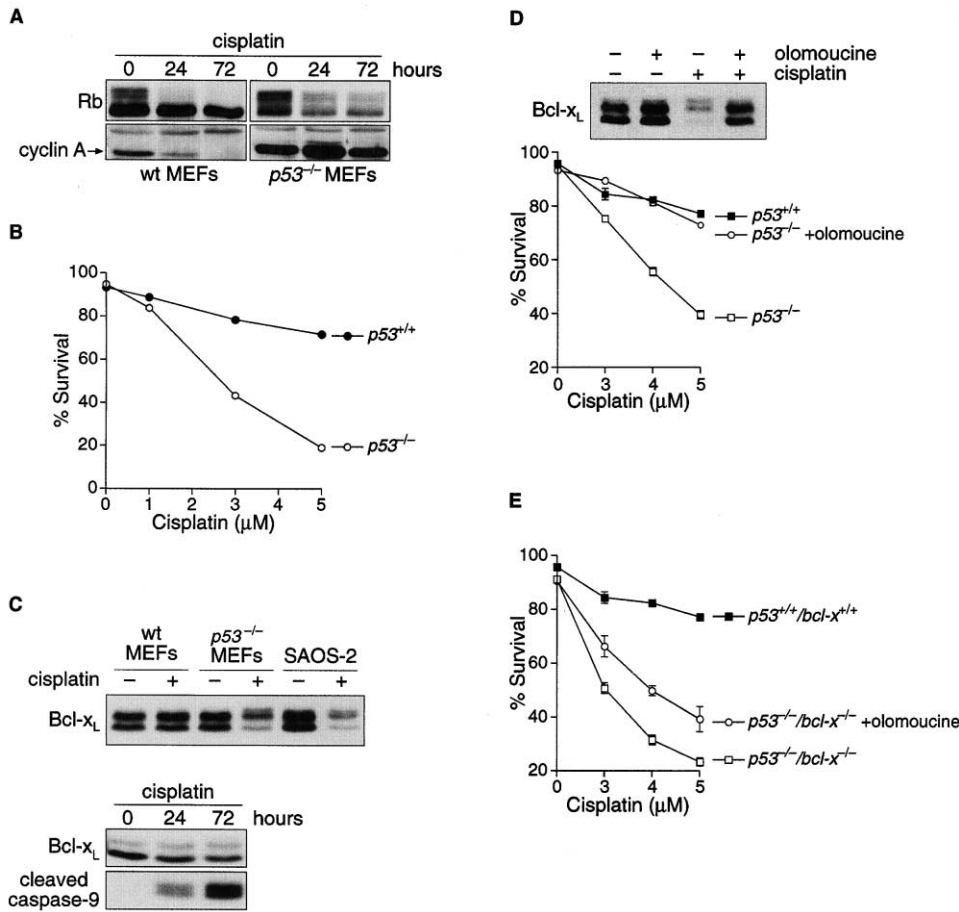 A
cisplatin
0 24 72 hours 0 24 72
Rb
cyclin A→
wt MEFs p53–/– MEFs
B
100
80
60
40
20
0
% Survival
p53+/+
p53–/–
0 1 2 3 4 5
Cisplatin (µM)
C
wt MEFs p53–/– MEFs SAOS-2
cisplatin – + – + – +
Bcl-xL
cisplatin
0 24 72 hours
Bcl-xL
cleaved
caspase-9
D
– + – + olomoucine
– – + + cisplatin
Bcl-xL
100
80
60
40
20
% Survival
p53+/+
p53–/– +olomoucine
p53–/–
0 3 4 5
Cisplatin (µM)
E
100
80
60
40
20
% Survival
p53+/+/bcl-x+/+
p53–/–/bcl-x–/– +olomoucine
p53–/–/bcl-x–/–
0 3 4 5
Cisplatin (µM)